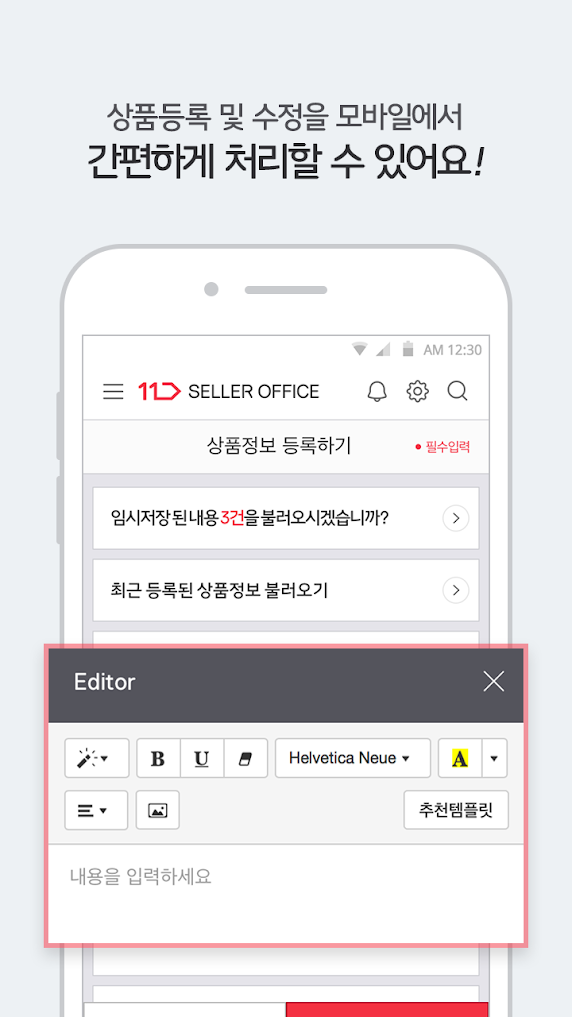 상품등록 및 수정을 모바일에서
간편하게 처리할 수 있어요!
AM 12:30
11 SELLER OFFICE
상품정보 등록하기
• 필수입력
임시저장된 내용 3건을 불러오시겠습니까?
최근 등록된 상품정보 불러오기
Editor
B U Helvetica Neue A
추천템플릿
내용을 입력하세요